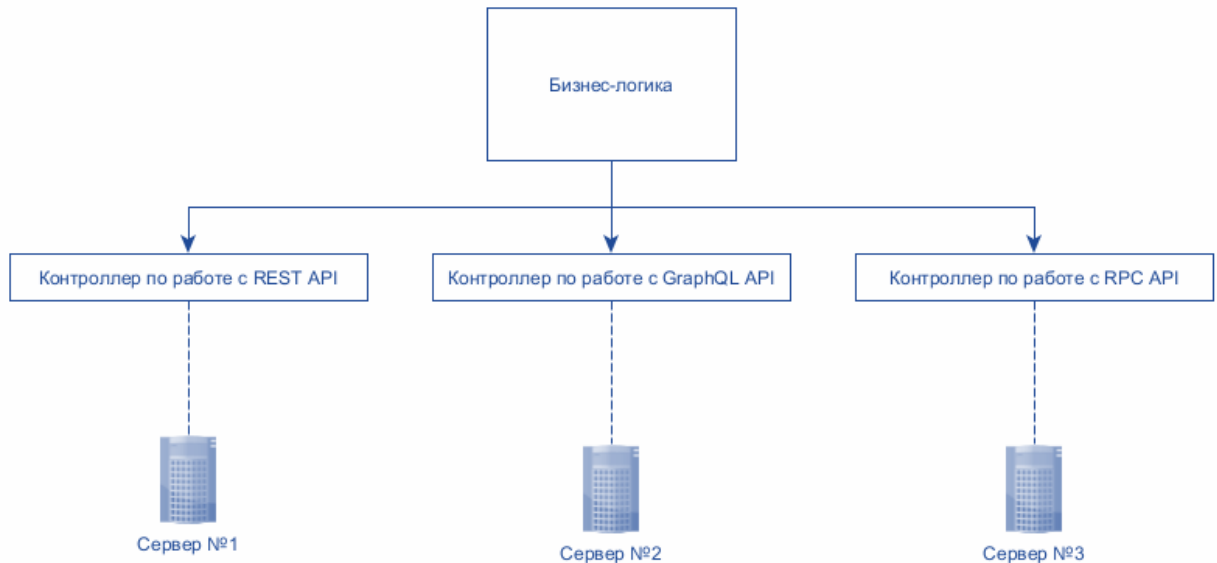 Бизнес-логика
Контроллер по работе с REST API
Контроллер по работе с GraphQL API
Контроллер по работе с RPC API
Сервер №1
Сервер №2
Сервер №3